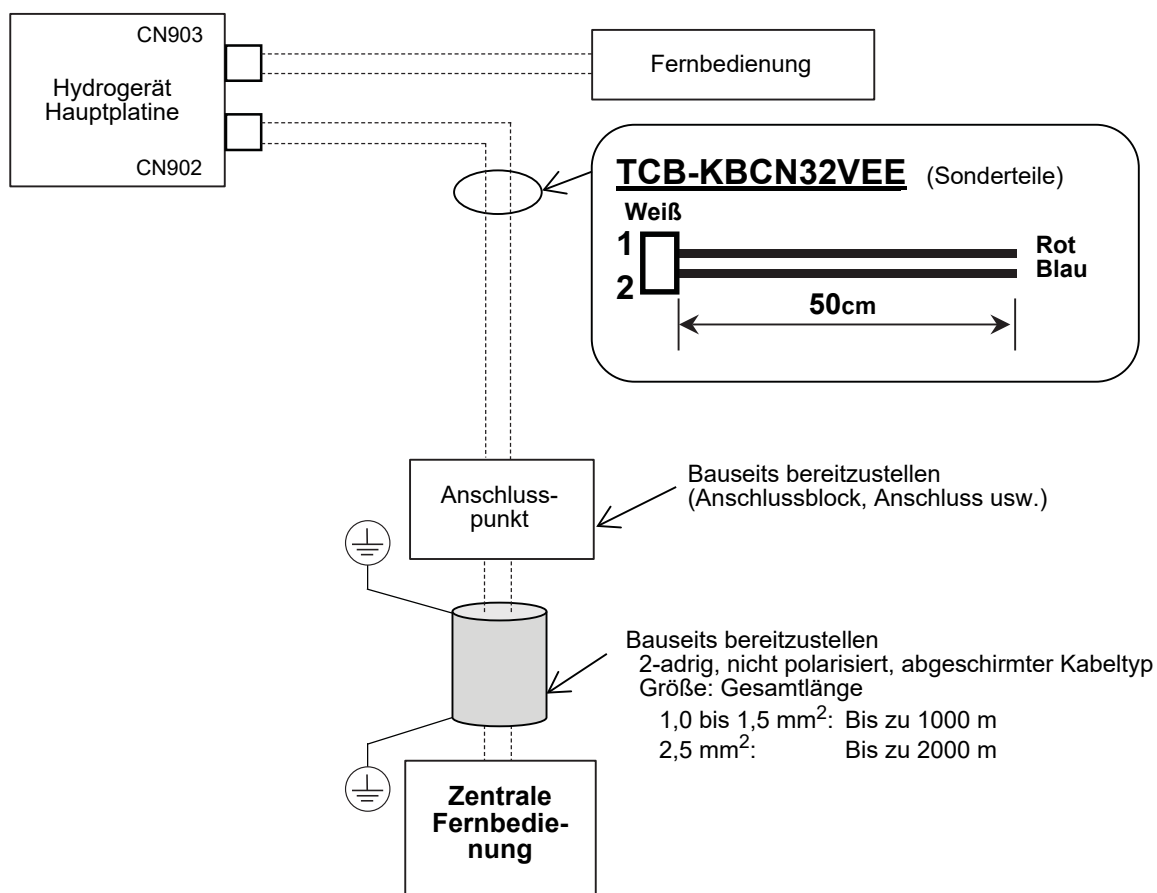 CN903
Hydrogerät
Hauptplatine
CN902
Fernbedienung
TCB-KBCN32VEE (Sonderteile)
Weiß
1
2
Rot
Blau
50cm
Anschluss-
punkt
Bauseits bereitzustellen
(Anschlussblock, Anschluss usw.)
Bauseits bereitzustellen
2-adrig, nicht polarisiert, abgeschirmter Kabeltyp
Größe: Gesamtlänge
1,0 bis 1,5 mm²: Bis zu 1000 m
2,5 mm²: Bis zu 2000 m
Zentrale
Fernbedie-
nung